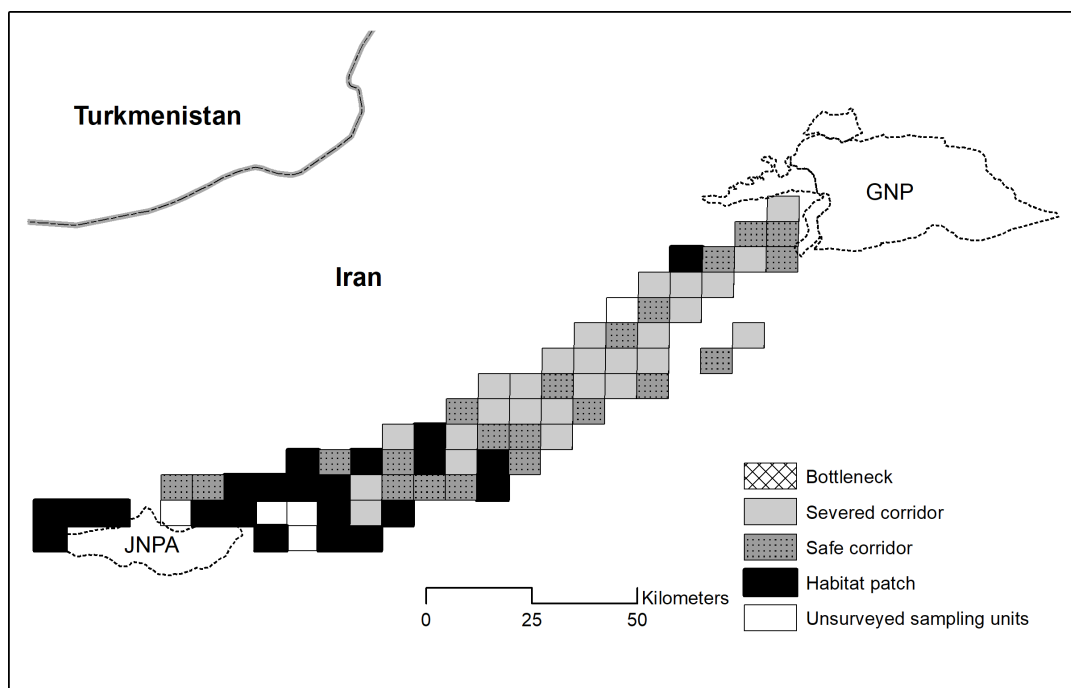 Turkmenistan
GNP
Iran
JNPA
Bottleneck
Severed corridor
Safe corridor
Habitat patch
Unsurveyed sampling units
Kilometers
0 25 50